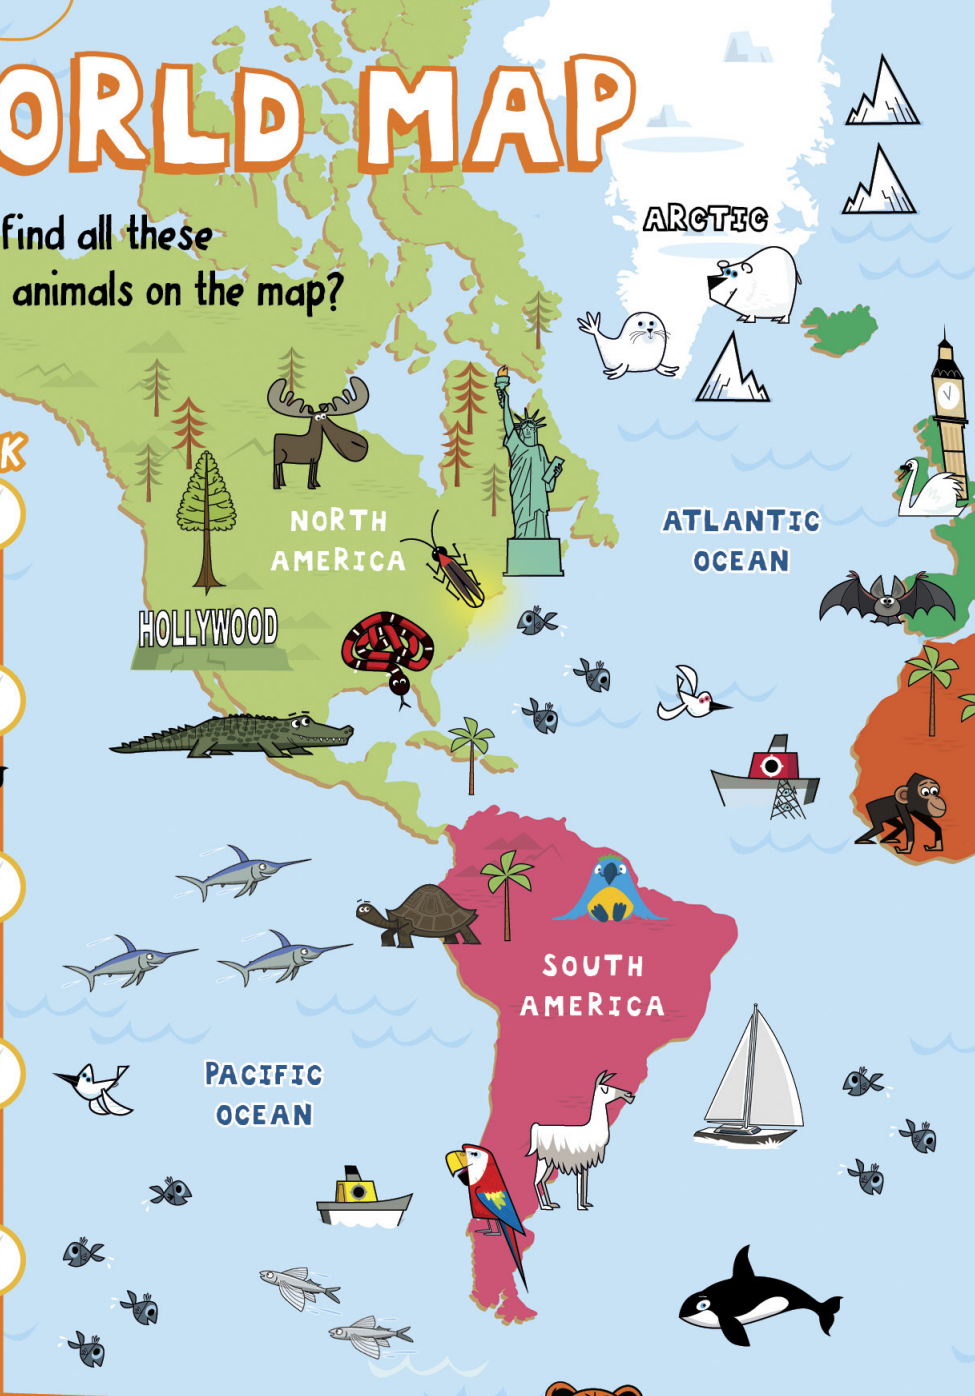 ORLD MAP
find all these
animals on the map?
ARCTIC
K
NORTH
AMERICA
ATLANTIC
OCEAN
HOLLYWOOD
SOUTH
AMERICA
PACIFIC
OCEAN